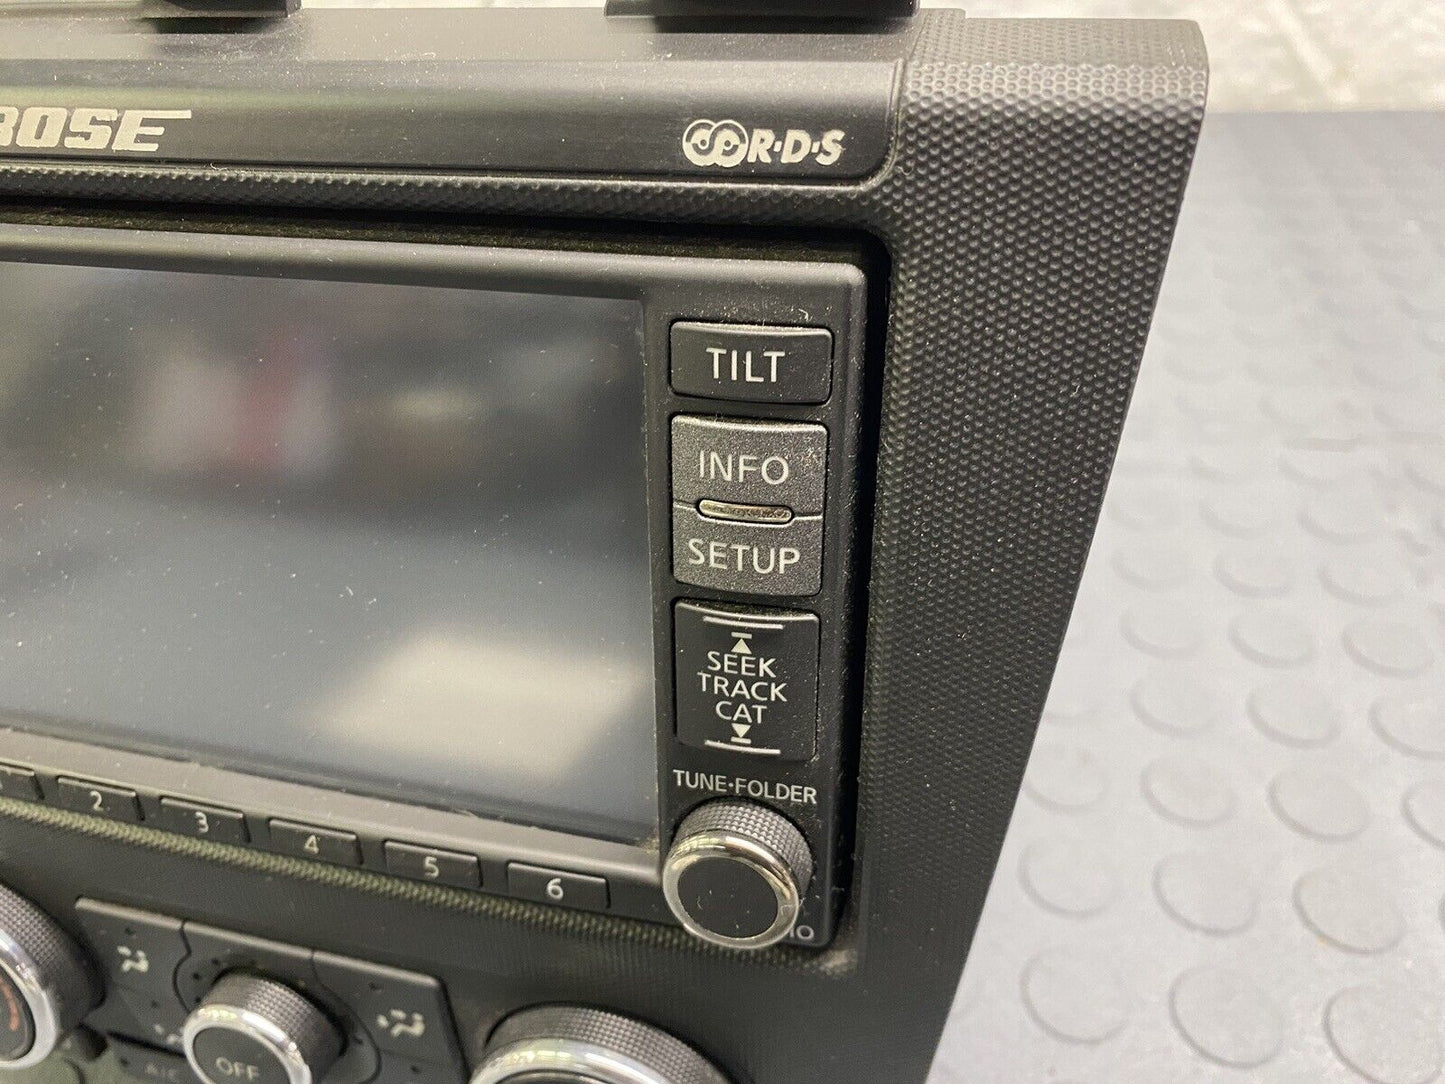 BOSE
R·D·S
TILT
INFO
SETUP
SEEK
TRACK
CAT
TUNE·FOLDER
2
3
4
5
6
OFF
A/C